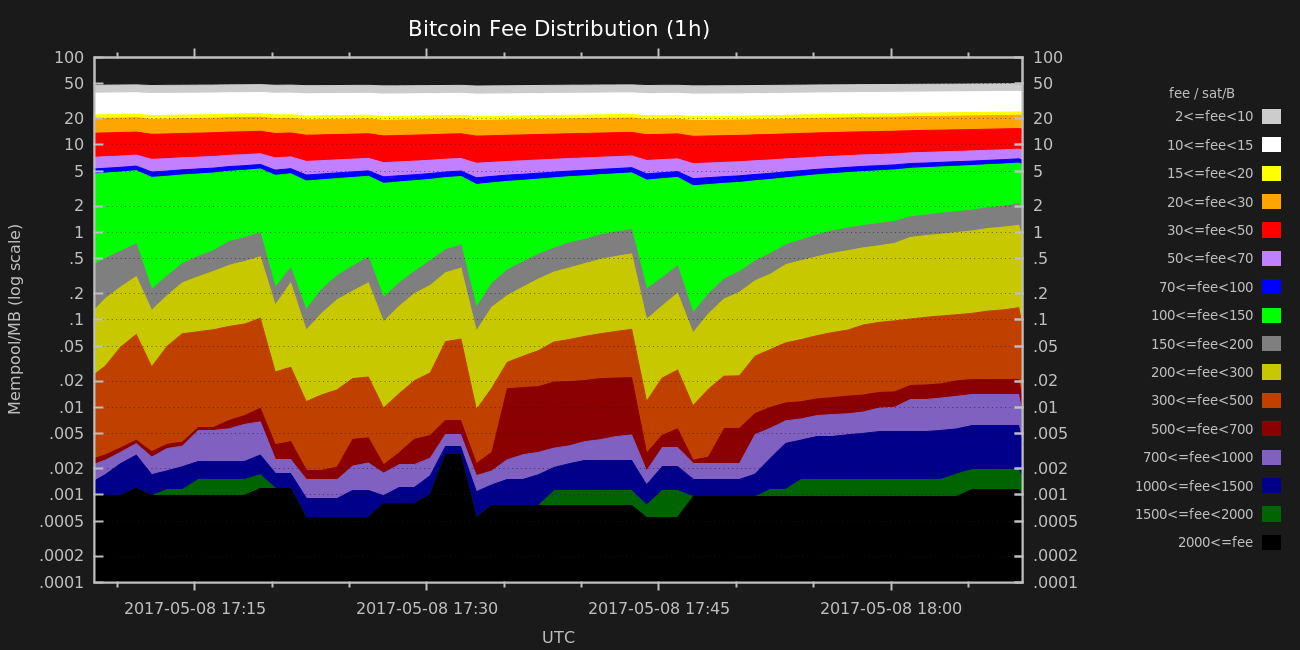 Bitcoin Fee Distribution (1h)
100
50
20
10
5
2
1
.5
.2
.1
.05
.02
.01
.005
.002
.001
.0005
.0002
.0001
Mempool/MB (log scale)
100
50
20
10
5
2
1
.5
.2
.1
.05
.02
.01
.005
.002
.001
.0005
.0002
.0001
2017-05-08 17:15
2017-05-08 17:30
2017-05-08 17:45
2017-05-08 18:00
UTC
fee / sat/B
2<=fee<10
10<=fee<15
15<=fee<20
20<=fee<30
30<=fee<50
50<=fee<70
70<=fee<100
100<=fee<150
150<=fee<200
200<=fee<300
300<=fee<500
500<=fee<700
700<=fee<1000
1000<=fee<1500
1500<=fee<2000
2000<=fee